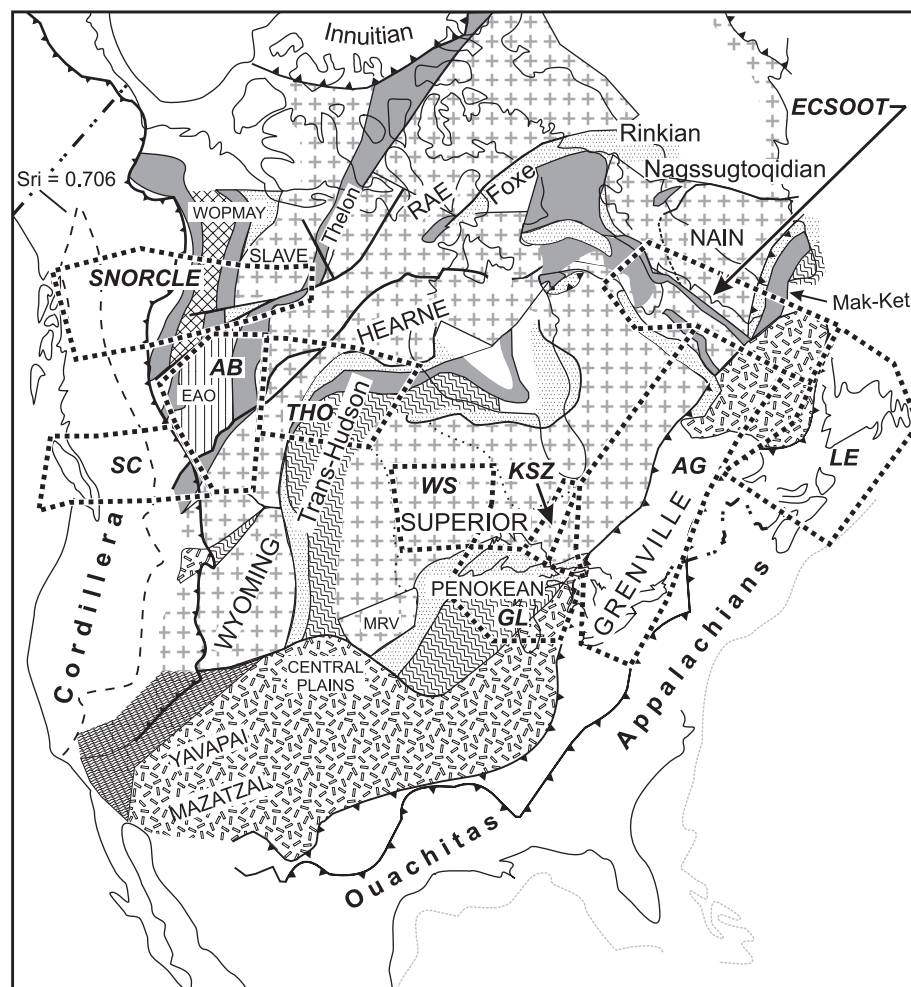 Innuitian
ECSOOT
Rinkian
Sri = 0.706
Thelon
RAE
Foxe
Nagssugtoqidian
WOPMAY
SLAVE
NAIN
SNORCLE
Mak-Ket
HEARNE
AB
EAO
THO
Trans-Hudson
SC
WS
KSZ
AG
LE
SUPERIOR
Cordillera
WYOMING
PENOKEAN
GRENVILLE
MRV
GL
CENTRAL
PLAINS
Appalachians
YAVAPAI
MAZATZAL
Ouachitas